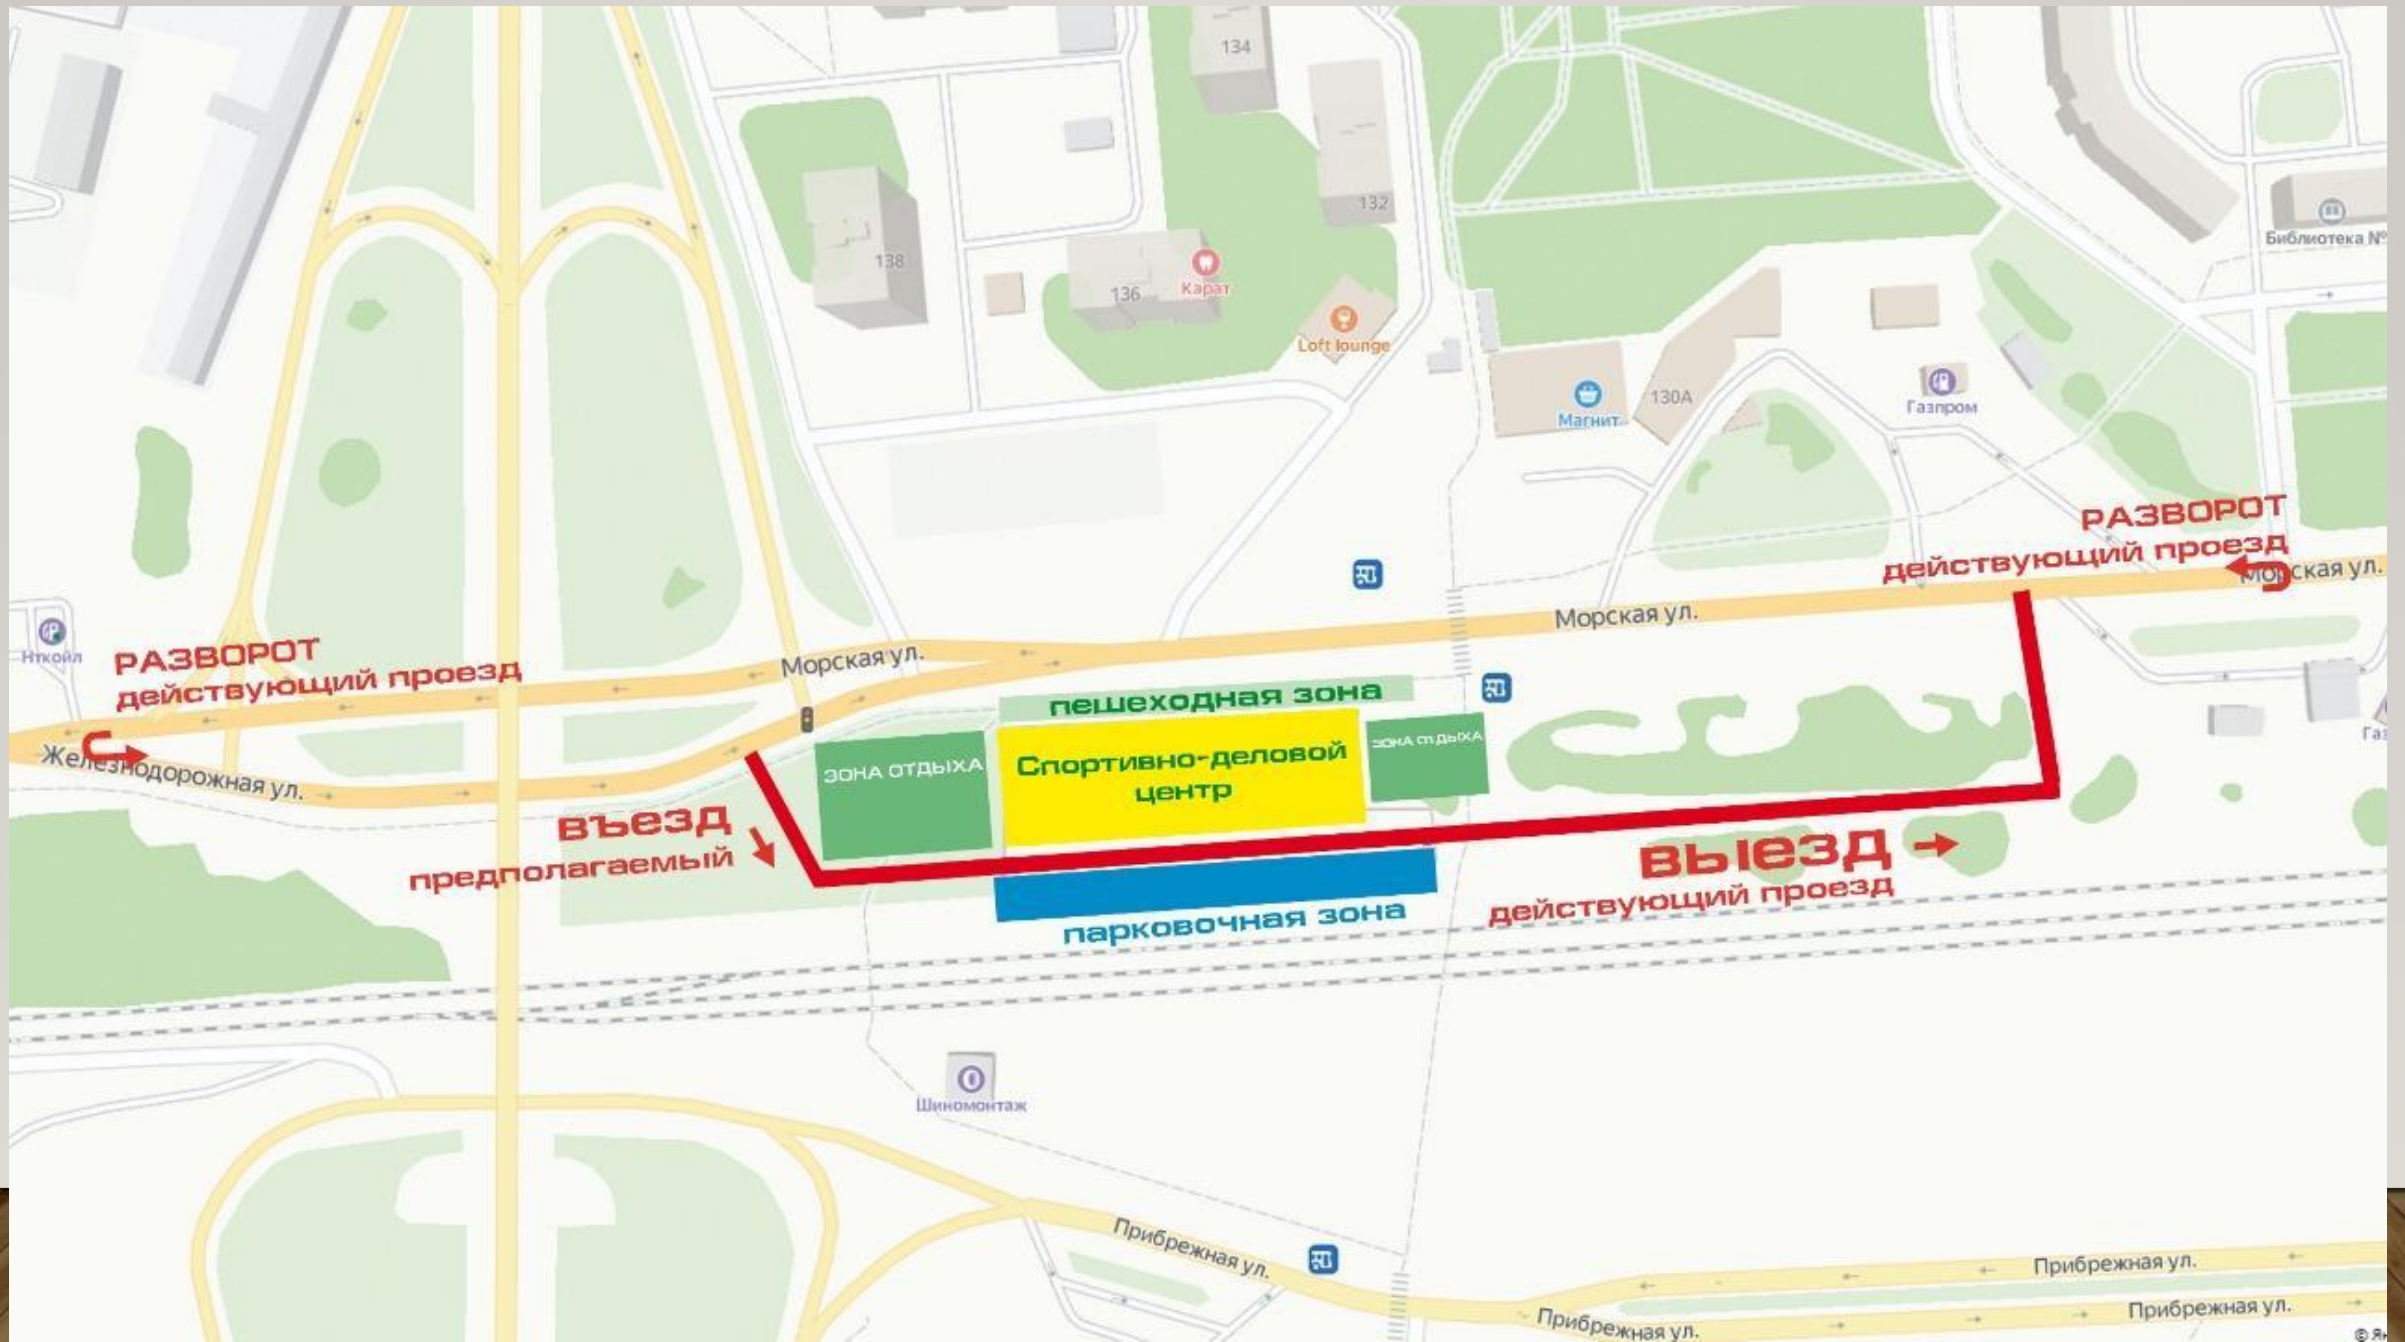 134
132
138
136
Карат
Loft lounge
Магнит
130А
Газпром
Библиотека №
РАЗВОРОТ
действующий проезд
Морская ул.
Морская ул.
Нткойл
РАЗВОРОТ
действующий проезд
Морская ул.
Железнодорожная ул.
пешеходная зона
ЗОНА ОТДЫХА
Спортивно-деловой
центр
ЗОНА ОТДЫХА
Газ
въезд
предполагаемый
выезд
действующий проезд
парковочная зона
Шиномонтаж
Прибрежная ул.
Прибрежная ул.
Прибрежная ул.
Прибрежная ул.